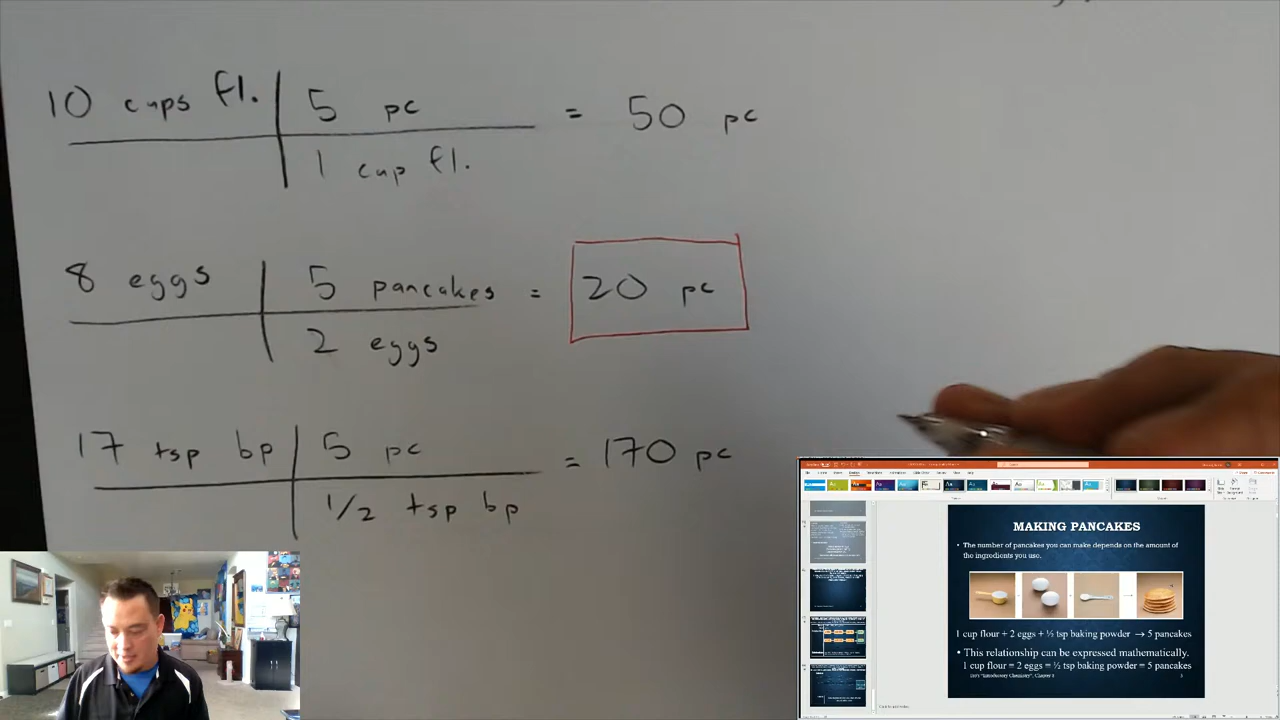 10 cups fl. | 5 pc = 50 pc
1 cup fl.
8 eggs | 5 pancakes = 20 pc
2 eggs
17 tsp bp | 5 pc = 170 pc
1/2 tsp bp
MAKING PANCAKES
• The number of pancakes you can make depends on the amount of
the ingredients you use.
1 cup flour + 2 eggs + ½ tsp baking powder → 5 pancakes
• This relationship can be expressed mathematically.
1 cup flour = 2 eggs = ½ tsp baking powder = 5 pancakes
"Introductory Chemistry", Chapter